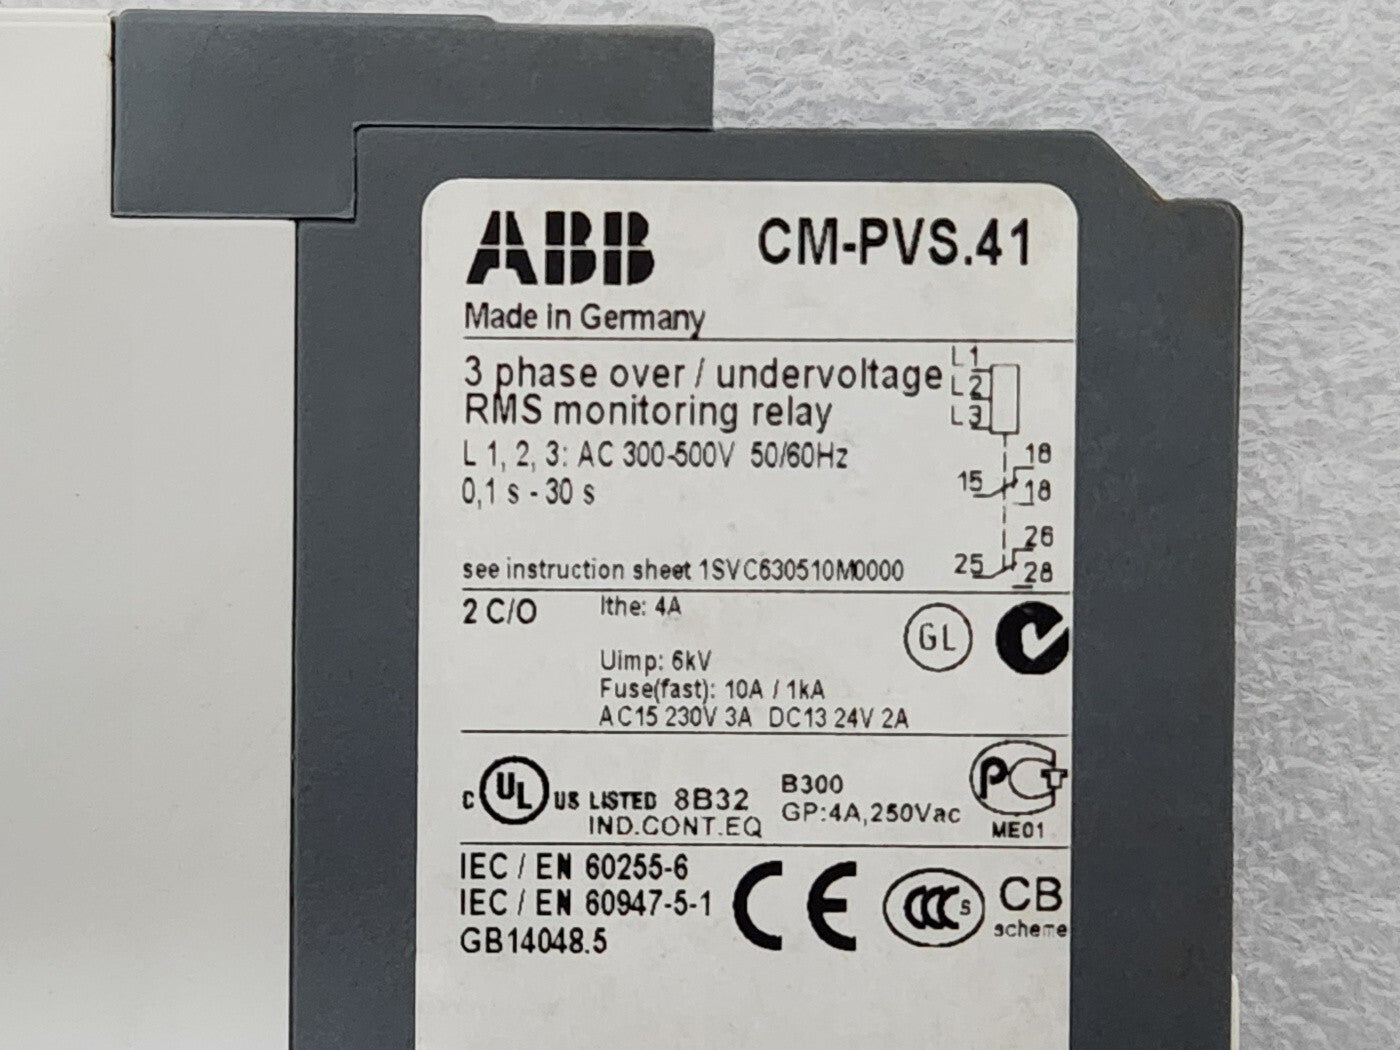 ABB CM-PVS.41
Made in Germany
3 phase over / undervoltage
RMS monitoring relay
L 1, 2, 3: AC 300-500V 50/60Hz
0,1 s - 30 s
see instruction sheet 1SVC630510M0000
L1
L2
L3
18
15
18
26
25
28
2 C/O
Ithe: 4A
Uimp: 6kV
Fuse(fast): 10A / 1kA
AC15 230V 3A DC13 24V 2A
GL
C UL US LISTED 8B32
IND.CONT.EQ
B300
GP:4A,250Vac
PCT
ME01
IEC / EN 60255-6
IEC / EN 60947-5-1
GB14048.5
CE
CCC S
CB
scheme